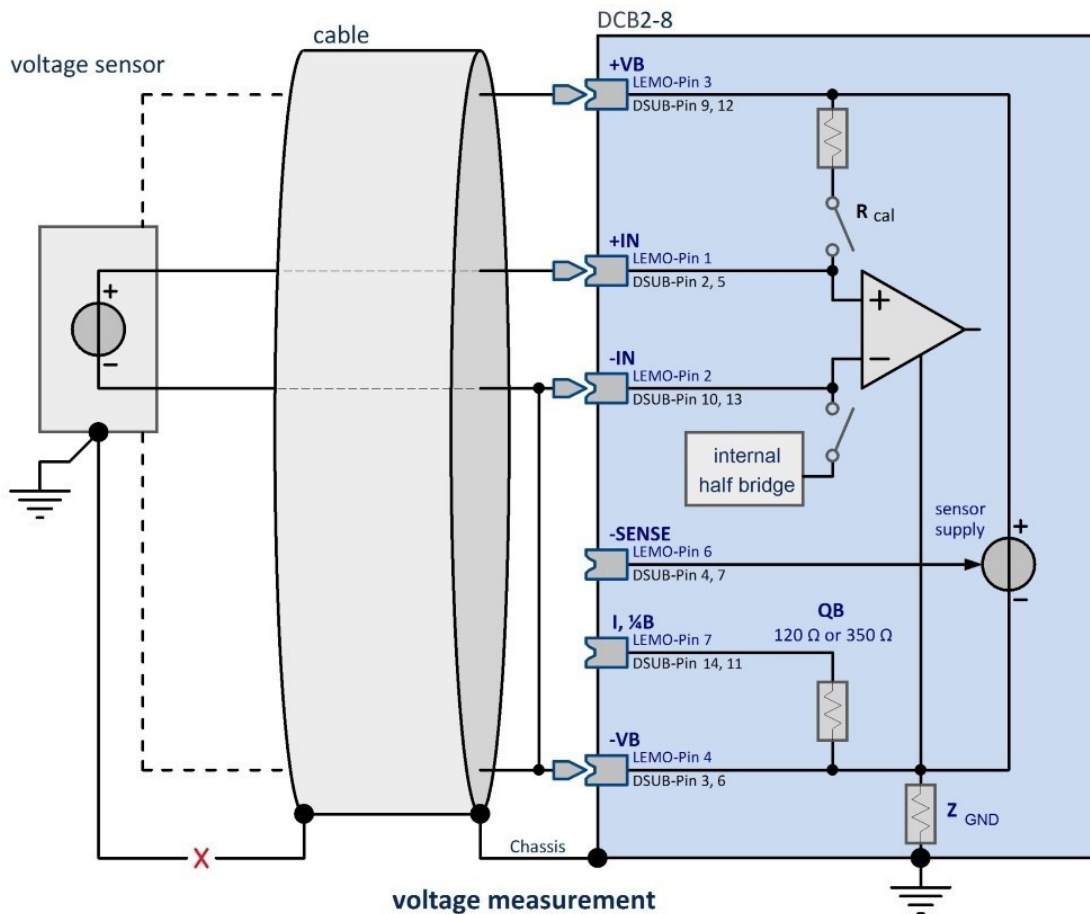 DCB2-8
cable
voltage sensor
+VB
LEMO-Pin 3
DSUB-Pin 9, 12
R cal
+IN
LEMO-Pin 1
DSUB-Pin 2, 5
+
+
−
−IN
LEMO-Pin 2
DSUB-Pin 10, 13
−
internal
half bridge
sensor
supply
-SENSE
LEMO-Pin 6
DSUB-Pin 4, 7
+
−
I, ¼B
LEMO-Pin 7
DSUB-Pin 14, 11
QB
120 Ω or 350 Ω
-VB
LEMO-Pin 4
DSUB-Pin 3, 6
Z GND
X
Chassis
voltage measurement